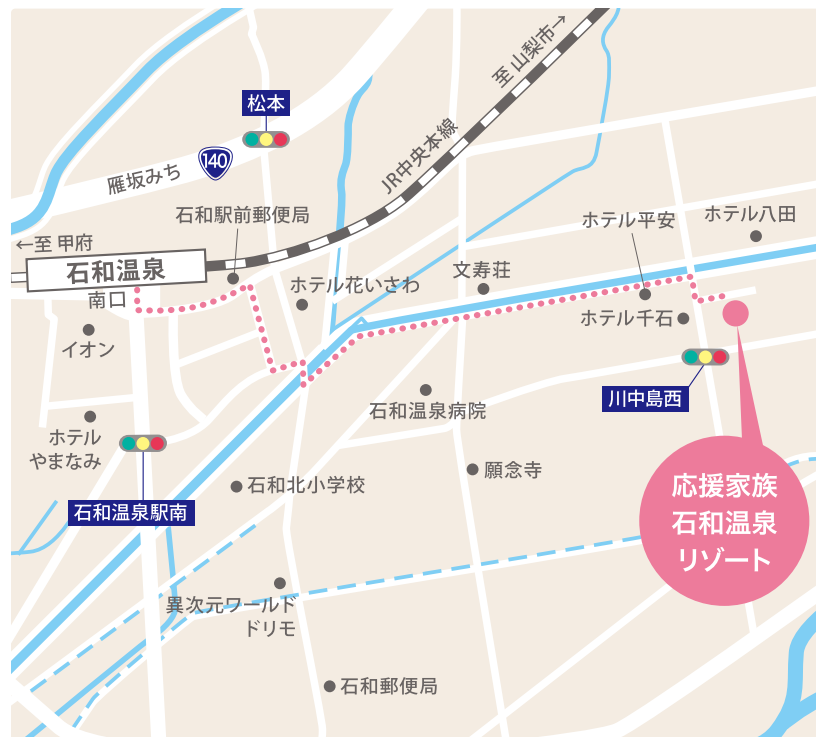 至 山梨市→
松本
140
雁坂みち
JR中央本線
石和駅前郵便局
ホテル平安
ホテル八田
←至 甲府
石和温泉
南口
ホテル花いさわ
文寿荘
ホテル千石
イオン
川中島西
石和温泉病院
ホテル
やまなみ
石和温泉駅南
石和北小学校
願念寺
応援家族
石和温泉
リゾート
異次元ワールド
ドリモ
石和郵便局